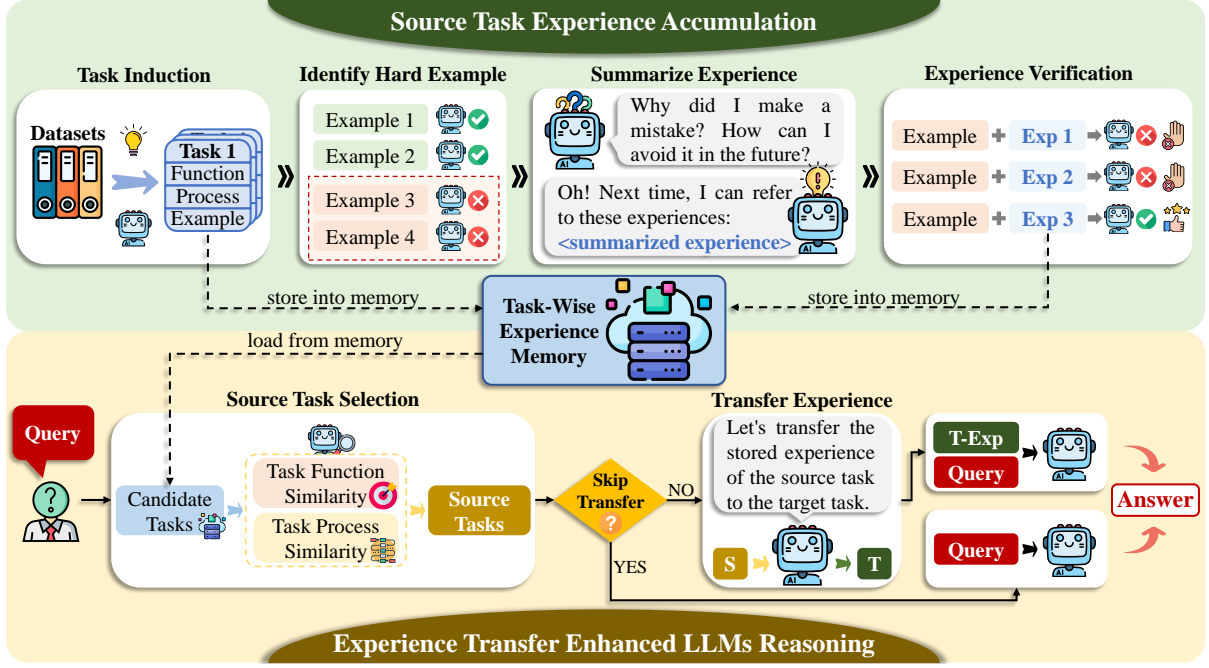 Source Task Experience Accumulation
Task Induction
Datasets
Task 1
Function
Process
Example
Identify Hard Example
Example 1
Example 2
Example 3
Example 4
Summarize Experience
Why did I make a
mistake? How can I
avoid it in the future?
AI
Oh! Next time, I can refer
to these experiences:
<summarized experience>
AI
Experience Verification
Example + Exp 1
Example + Exp 2
Example + Exp 3
store into memory
store into memory
Task-Wise
Experience
Memory
load from memory
Query
Source Task Selection
Candidate
Tasks
Task Function
Similarity
Task Process
Similarity
Source
Tasks
Skip
Transfer
?
NO
YES
Transfer Experience
Let's transfer the
stored experience
of the source task
to the target task.
S
AI
T
T-Exp
Query
AI
Query
AI
Answer
Experience Transfer Enhanced LLMs Reasoning